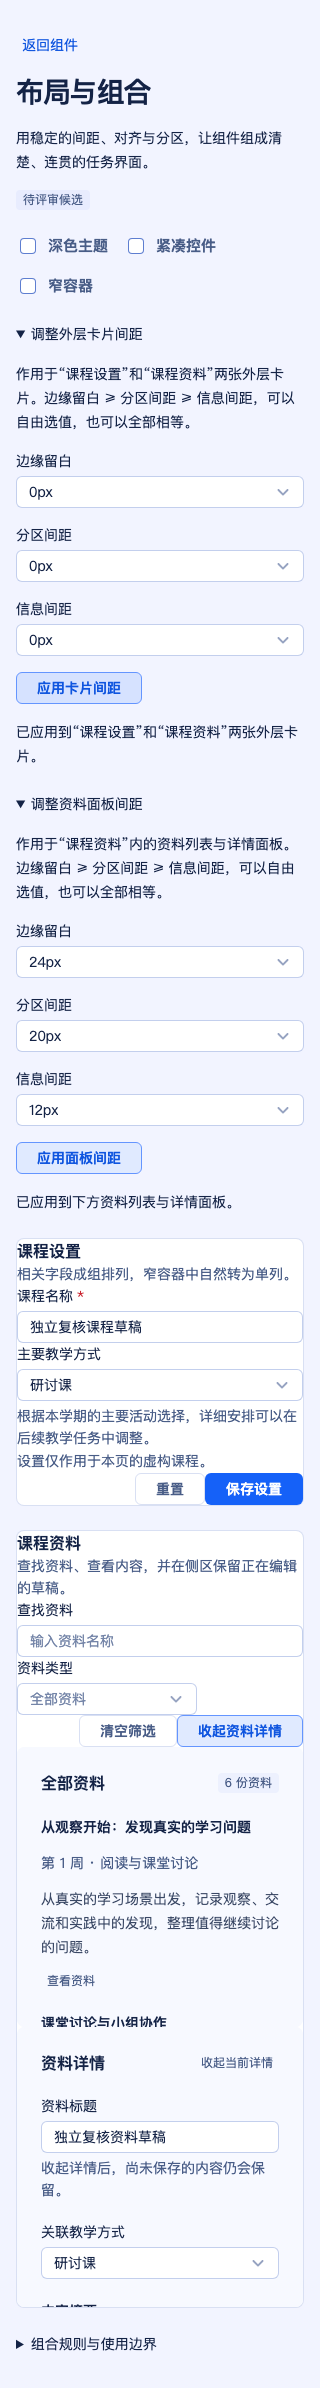 返回组件
布局与组合
用稳定的间距、对齐与分区，让组件组成清
楚、连贯的任务界面。
待评审候选
深色主题 紧凑控件
窄容器
▼ 调整外层卡片间距
作用于“课程设置”和“课程资料”两张外层卡
片。边缘留白 ≥ 分区间距 ≥ 信息间距，可以
自由选值，也可以全部相等。
边缘留白
0px
分区间距
0px
信息间距
0px
应用卡片间距
已应用到“课程设置”和“课程资料”两张外层卡
片。
▼ 调整资料面板间距
作用于“课程资料”内的资料列表与详情面板。
边缘留白 ≥ 分区间距 ≥ 信息间距，可以自由
选值，也可以全部相等。
边缘留白
24px
分区间距
20px
信息间距
12px
应用面板间距
已应用到下方资料列表与详情面板。
课程设置
相关字段成组排列，窄容器中自然转为单列。
课程名称 *
独立复核课程草稿
主要教学方式
研讨课
根据本学期的主要活动选择，详细安排可以在
后续教学任务中调整。
设置仅作用于本页的虚构课程。
重置 保存设置
课程资料
查找资料、查看内容，并在侧区保留正在编辑
的草稿。
查找资料
输入资料名称
资料类型
全部资料
清空筛选 收起资料详情
全部资料 6 份资料
从观察开始：发现真实的学习问题
第 1 周 · 阅读与课堂讨论
从真实的学习场景出发，记录观察、交
流和实践中的发现，整理值得继续讨论
的问题。
查看资料
课堂讨论与小组协作
资料详情 收起当前详情
资料标题
独立复核资料草稿
收起详情后，尚未保存的内容仍会保
留。
关联教学方式
研讨课
▶ 组合规则与使用边界